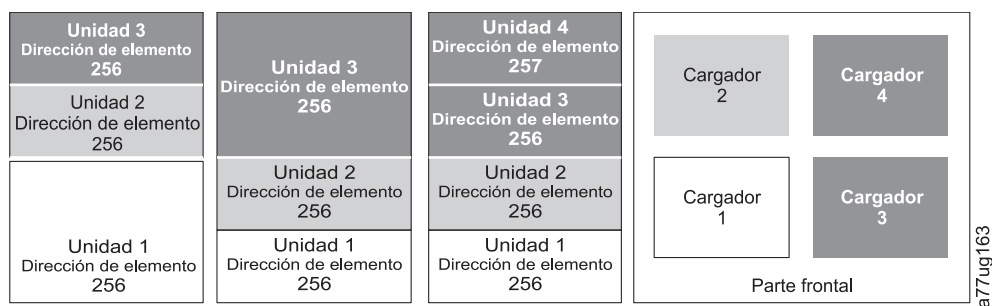 Unidad 3
Dirección de elemento
256
Unidad 2
Dirección de elemento
256
Unidad 1
Dirección de elemento
256
Unidad 3
Dirección de elemento
256
Unidad 2
Dirección de elemento
256
Unidad 1
Dirección de elemento
256
Unidad 4
Dirección de elemento
257
Unidad 3
Dirección de elemento
256
Unidad 2
Dirección de elemento
256
Unidad 1
Dirección de elemento
256
Cargador
2
Cargador
4
Cargador
1
Cargador
3
Parte frontal
a77ug163